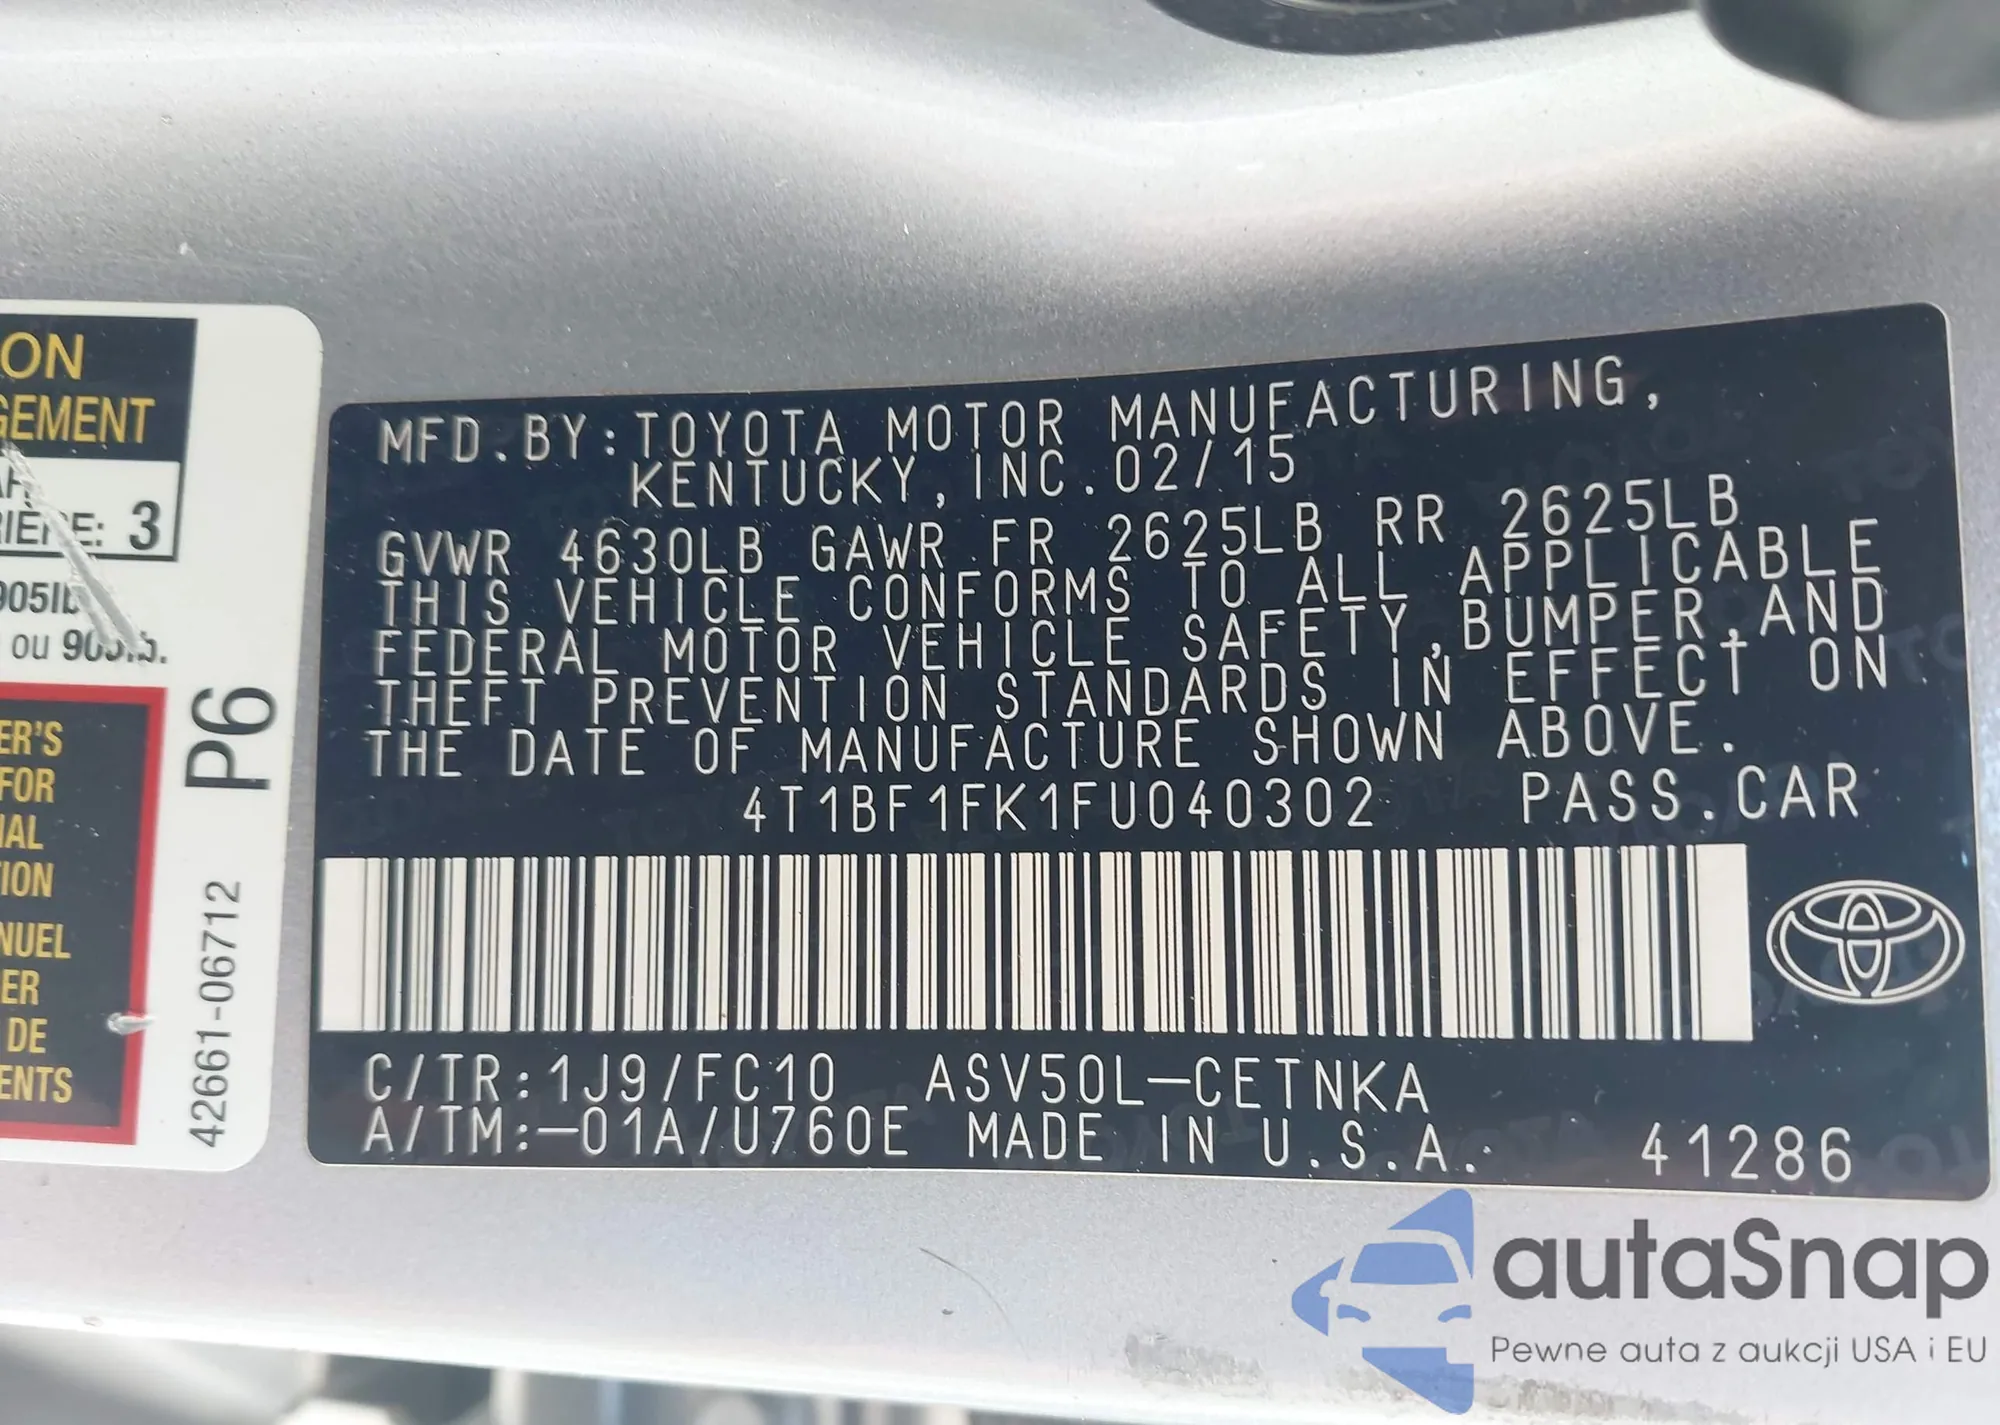 ON
GEMENT
3
905lb
ou
ER'S
FOR
ION
NUEL
ER
DE
ENTS
P6
42661-06712
MFD.BY:TOYOTA MOTOR MANUFACTURING,
KENTUCKY,INC.02/15
GVWR 4630LB GAWR FR 2625LB RR 2625LB
THIS VEHICLE CONFORMS TO ALL APPLICABLE
FEDERAL MOTOR VEHICLE SAFETY,BUMPER,AND
THEFT PREVENTION STANDARDS IN EFFECT ON
THE DATE OF MANUFACTURE SHOWN ABOVE.
4T1BF1FK1FU040302 PASS.CAR
C/TR:1J9/FC10 ASV50L-CETNKA
A/TM:-01A/U760E MADE IN U.S.A. 41286
autaSnap
Pewne auta z aukcji USA i EU